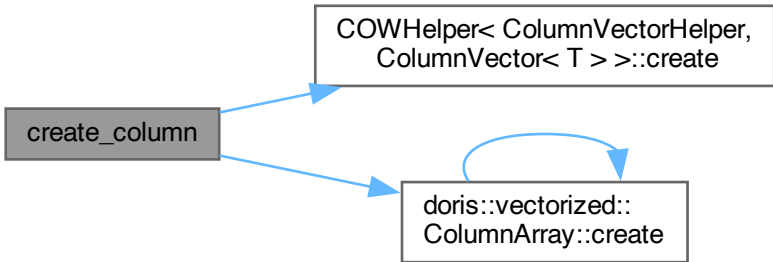 COWHelper< ColumnVectorHelper,
ColumnVector< T > >::create
create_column
doris::vectorized::
ColumnArray::create